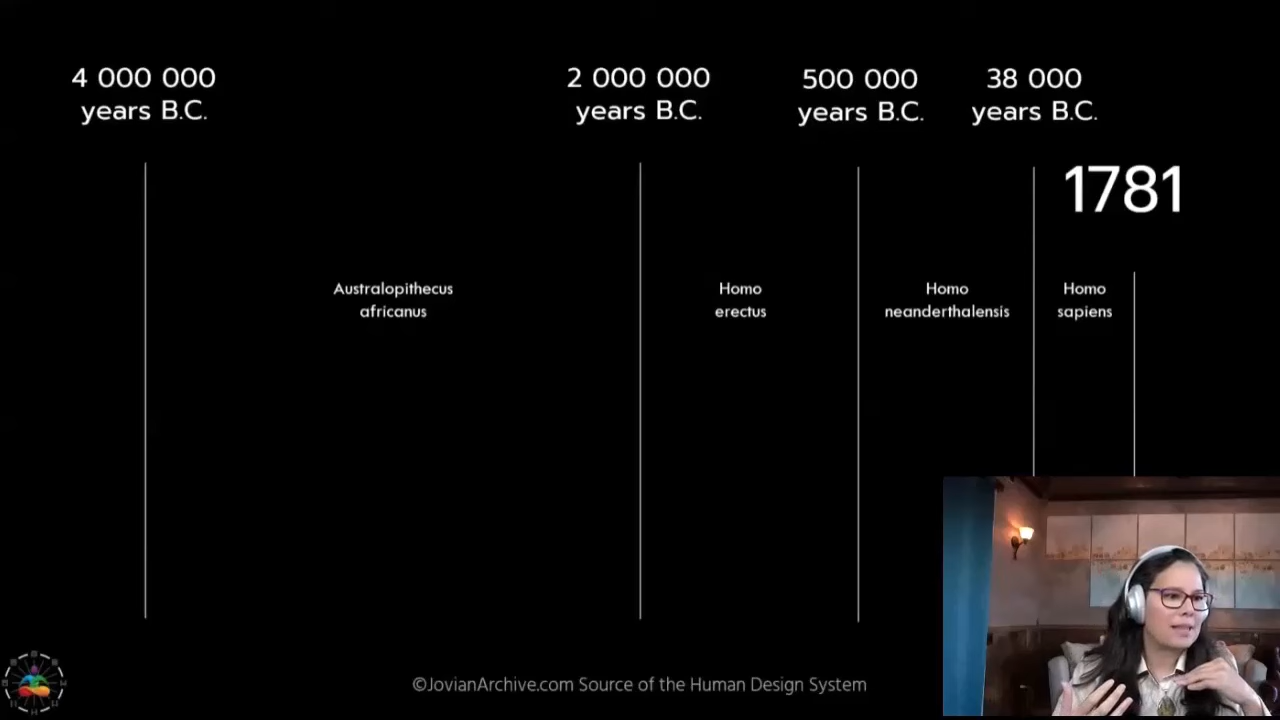 4 000 000
years B.C.
2 000 000
years B.C.
500 000
years B.C.
38 000
years B.C.
1781
Australopithecus
africanus
Homo
erectus
Homo
neanderthalensis
Homo
sapiens
©JovianArchive.com Source of the Human Design System